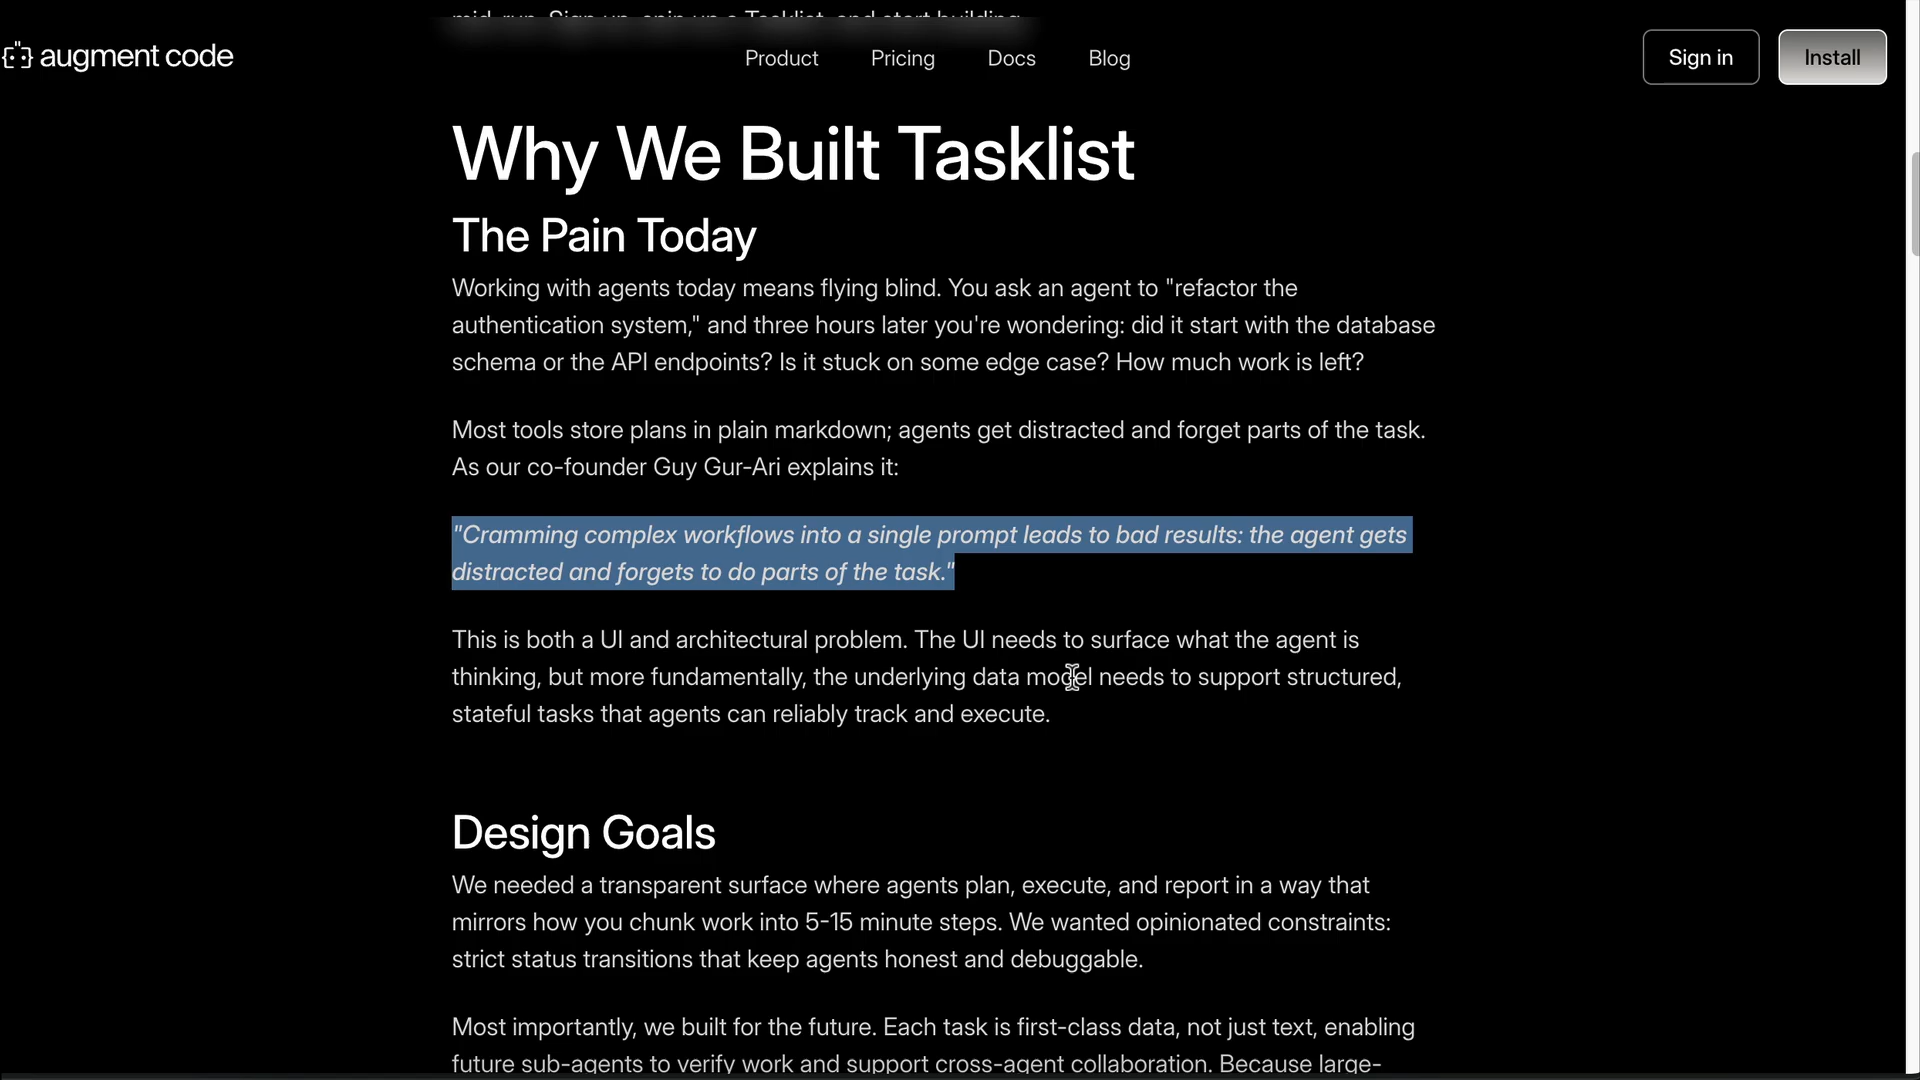 mid-run. Sign up, spin up a Tasklist, and start building.
augment code
Product
Pricing
Docs
Blog
Sign in
Install
Why We Built Tasklist
The Pain Today
Working with agents today means flying blind. You ask an agent to "refactor the
authentication system," and three hours later you're wondering: did it start with the database
schema or the API endpoints? Is it stuck on some edge case? How much work is left?
Most tools store plans in plain markdown; agents get distracted and forget parts of the task.
As our co-founder Guy Gur-Ari explains it:
"Cramming complex workflows into a single prompt leads to bad results: the agent gets
distracted and forgets to do parts of the task."
This is both a UI and architectural problem. The UI needs to surface what the agent is
thinking, but more fundamentally, the underlying data model needs to support structured,
stateful tasks that agents can reliably track and execute.
Design Goals
We needed a transparent surface where agents plan, execute, and report in a way that
mirrors how you chunk work into 5-15 minute steps. We wanted opinionated constraints:
strict status transitions that keep agents honest and debuggable.
Most importantly, we built for the future. Each task is first-class data, not just text, enabling
future sub-agents to verify work and support cross-agent collaboration. Because large-